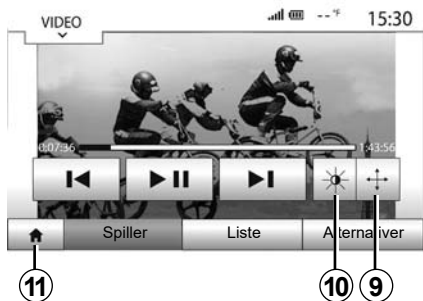 VIDEO
--°F 15:30
0:07:36 1:43:56
Spiller Liste Alternativer
11 10 9